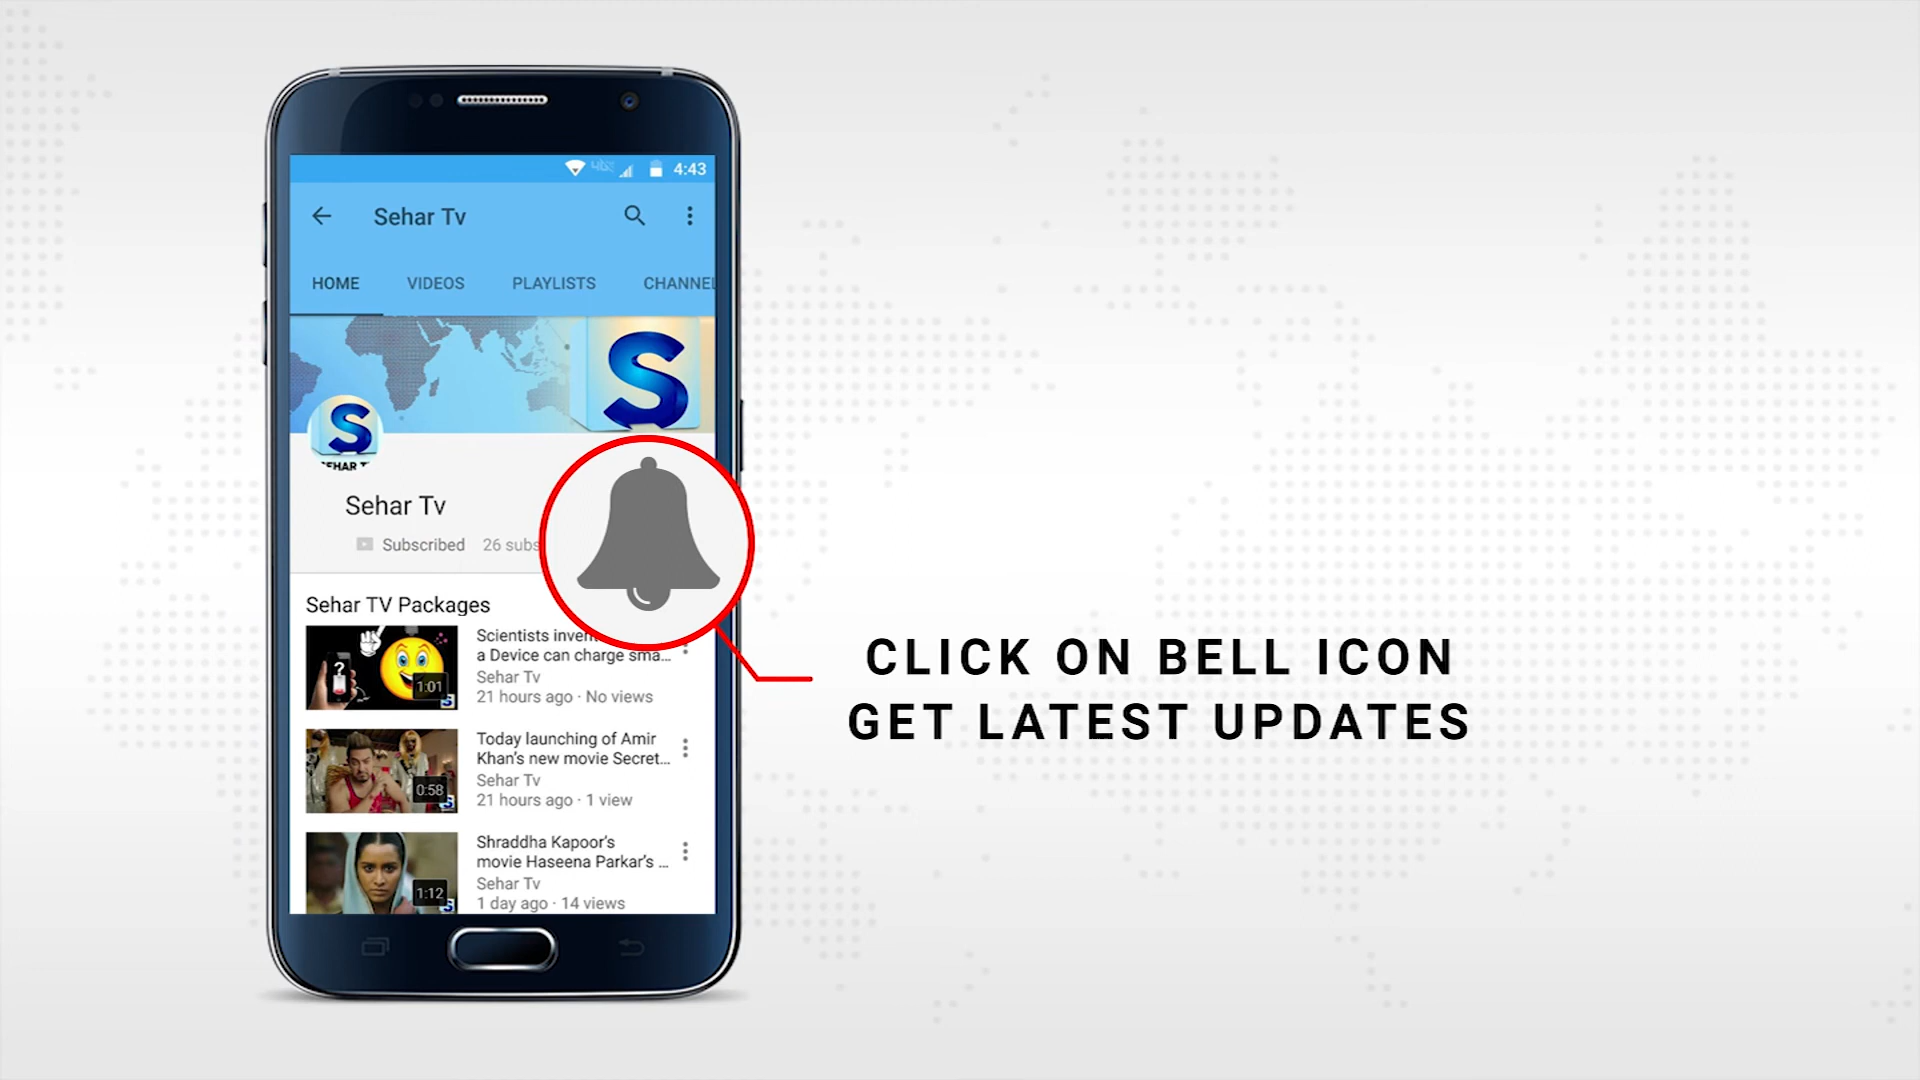 4:43
Sehar Tv
HOME VIDEOS PLAYLISTS CHANNEL
S
S
SEHAR T
Sehar Tv
Subscribed 26 subs
Sehar TV Packages
Scientists inven
a Device can charge sma...
Sehar Tv
21 hours ago · No views
?
1:01
S
Today launching of Amir
Khan's new movie Secret...
Sehar Tv
21 hours ago · 1 view
0:58
S
Shraddha Kapoor's
movie Haseena Parkar's ...
Sehar Tv
1 day ago · 14 views
1:12
S
CLICK ON BELL ICON
GET LATEST UPDATES